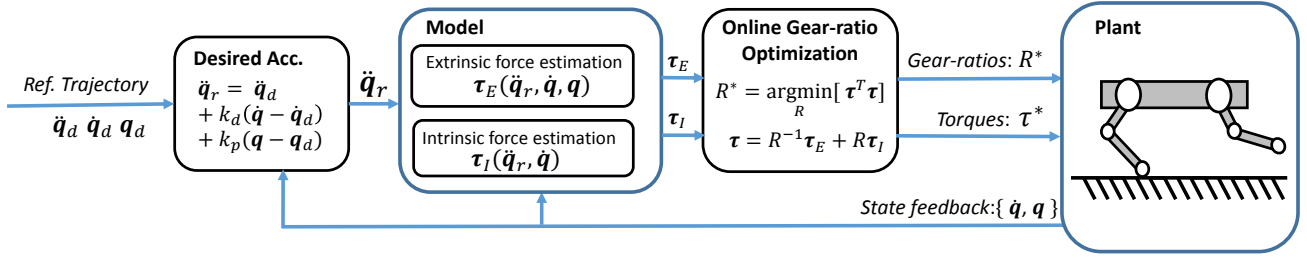 Ref. Trajectory
q̈_d q̇_d q_d
Desired Acc.
q̈_r = q̈_d
+ k_d(q̇ − q̇_d)
+ k_p(q − q_d)
q̈_r
Model
Extrinsic force estimation
τ_E(q̈_r, q̇, q)
Intrinsic force estimation
τ_I(q̈_r, q̇)
τ_E
τ_I
Online Gear-ratio
Optimization
R* = argmin[ τ^T τ]
R
τ = R^{-1}τ_E + Rτ_I
Gear-ratios: R*
Torques: τ*
State feedback:{ q̇, q }
Plant